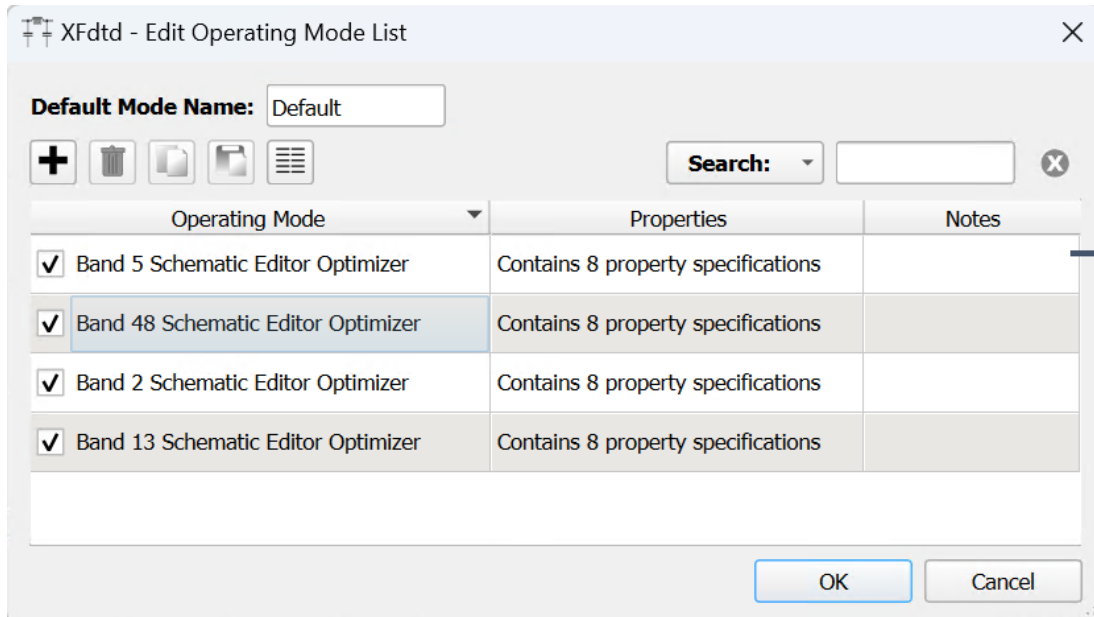 XFdtd - Edit Operating Mode List
Default Mode Name: Default
Search:
Operating Mode Properties Notes
Band 5 Schematic Editor Optimizer Contains 8 property specifications
Band 48 Schematic Editor Optimizer Contains 8 property specifications
Band 2 Schematic Editor Optimizer Contains 8 property specifications
Band 13 Schematic Editor Optimizer Contains 8 property specifications
OK Cancel